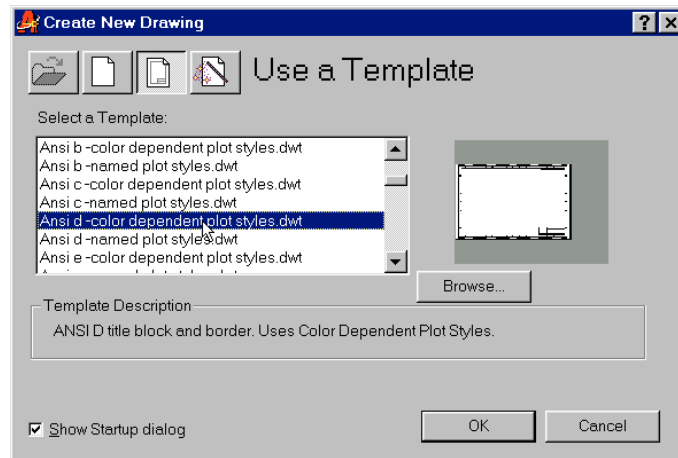 Create New Drawing
Use a Template
Select a Template:
Ansi b -color dependent plot styles.dwt
Ansi b -named plot styles.dwt
Ansi c -color dependent plot styles.dwt
Ansi c -named plot styles.dwt
Ansi d -color dependent plot styles.dwt
Ansi d -named plot styles.dwt
Ansi e -color dependent plot styles.dwt
Browse...
Template Description
ANSI D title block and border. Uses Color Dependent Plot Styles.
Show Startup dialog
OK
Cancel